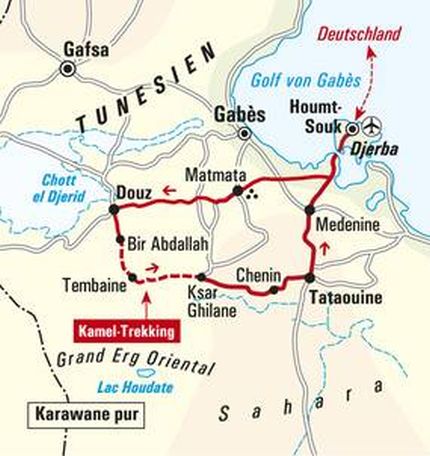 Deutschland
Gafsa
TUNESIEN
Golf von Gabès
Gabès
Houmt-
Souk
Djerba
Matmata
Chott
el Djerid
Douz
Medenine
Bir Abdallah
Tembaine
Chenin
Ksar
Ghilane
Tataouine
Kamel-Trekking
Grand Erg Oriental
Lac Houdate
Sahara
Karawane pur